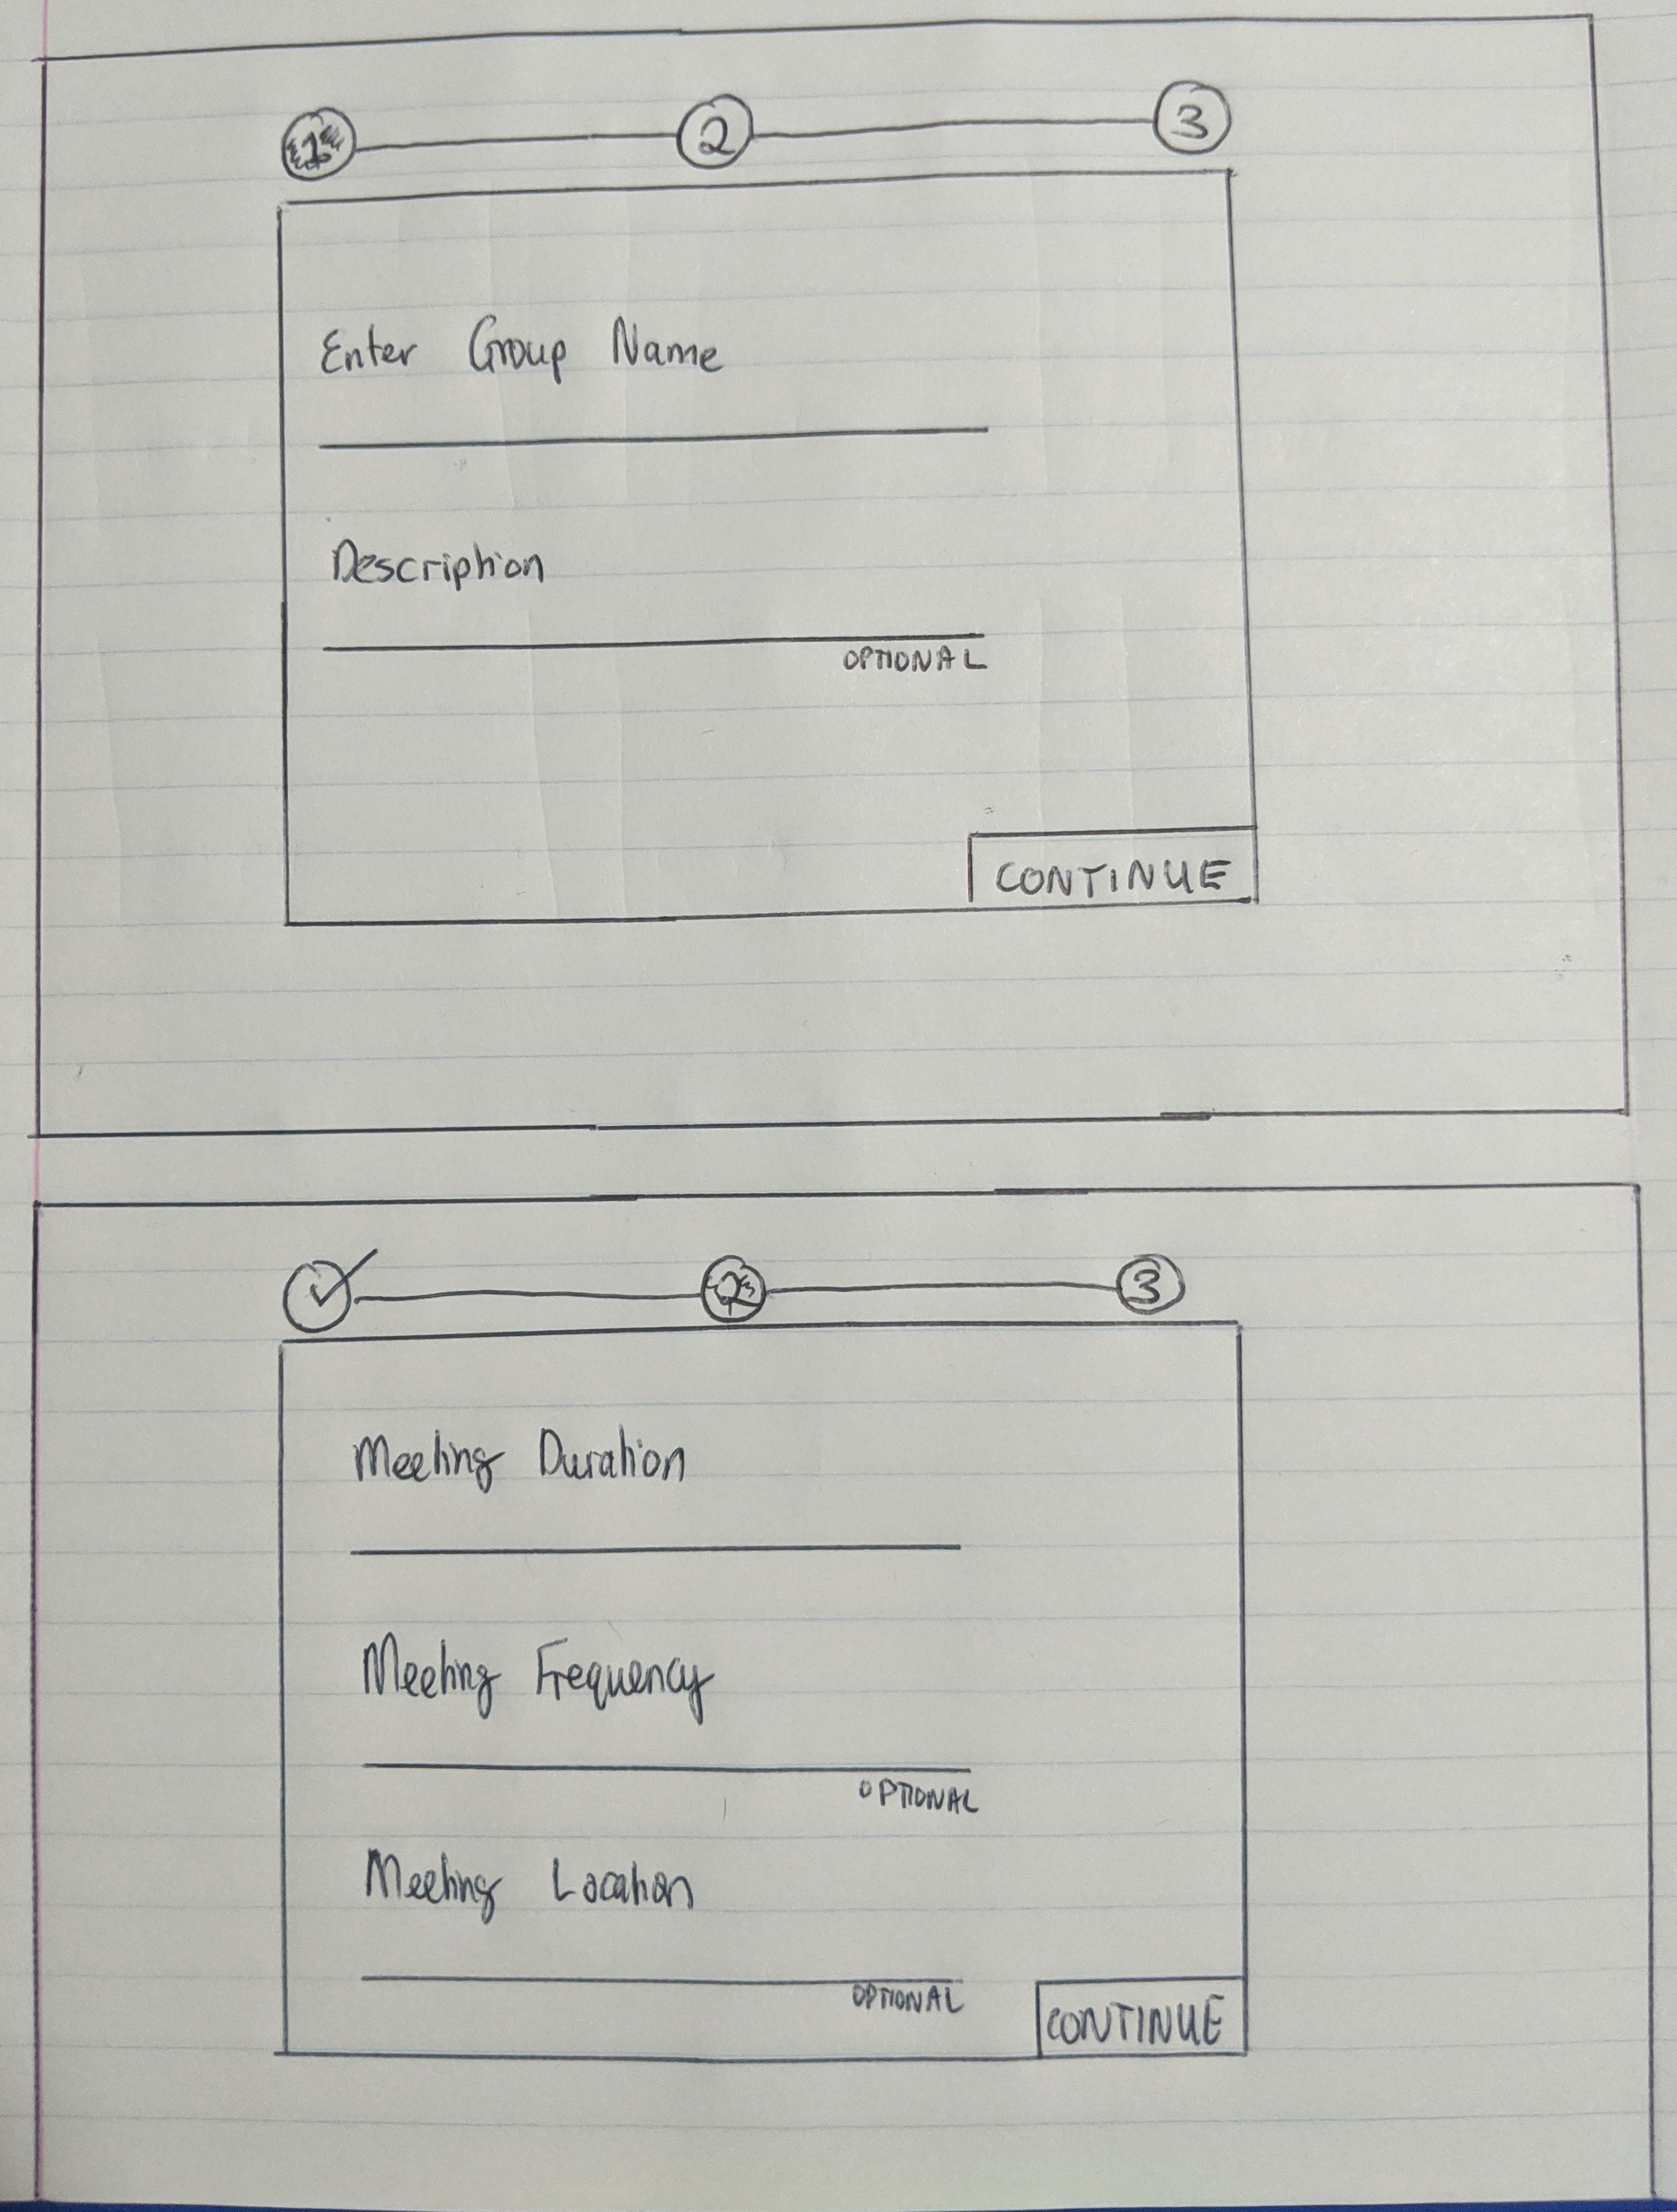 1 2 3
Enter Group Name
Description
OPTIONAL
CONTINUE
2 3
Meeting Duration
Meeting Frequency
OPTIONAL
Meeting Location
OPTIONAL
CONTINUE